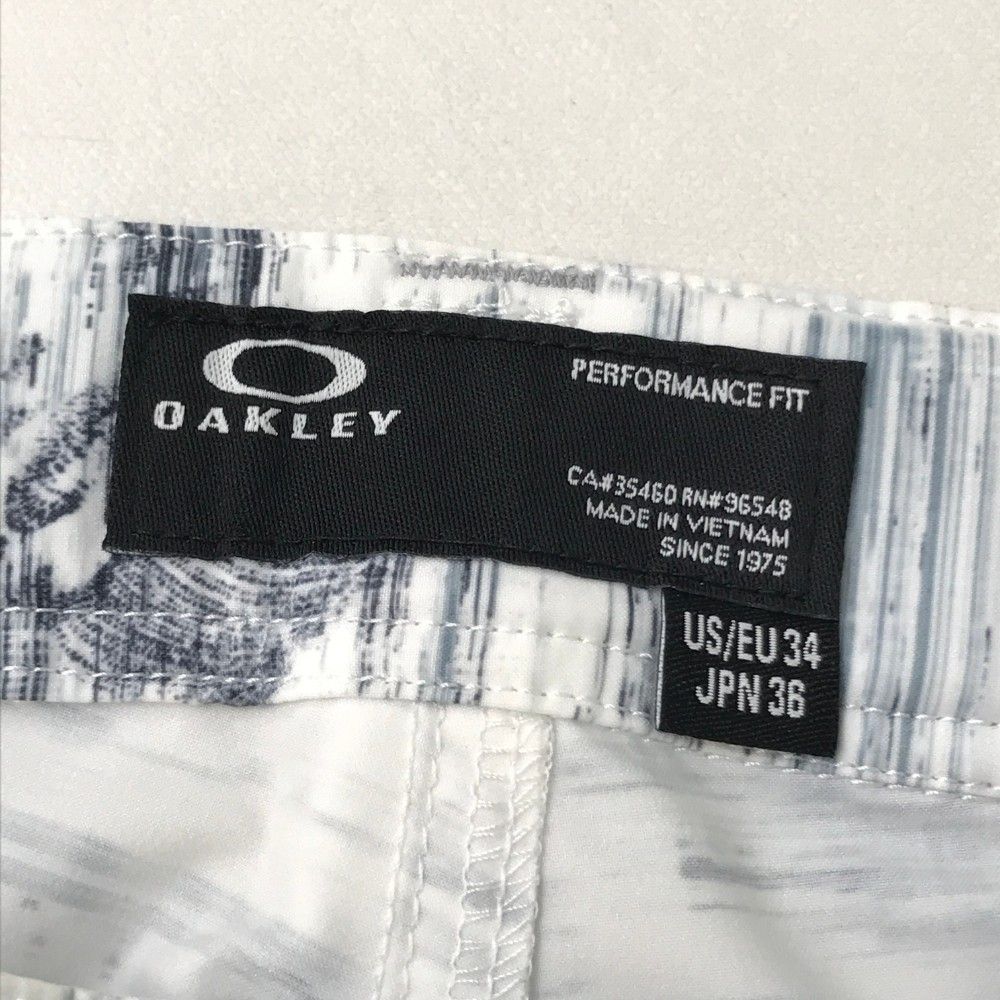 OAKLEY
PERFORMANCE FIT
CA#35460 RN#96548
MADE IN VIETNAM
SINCE 1975
US/EU 34
JPN 36